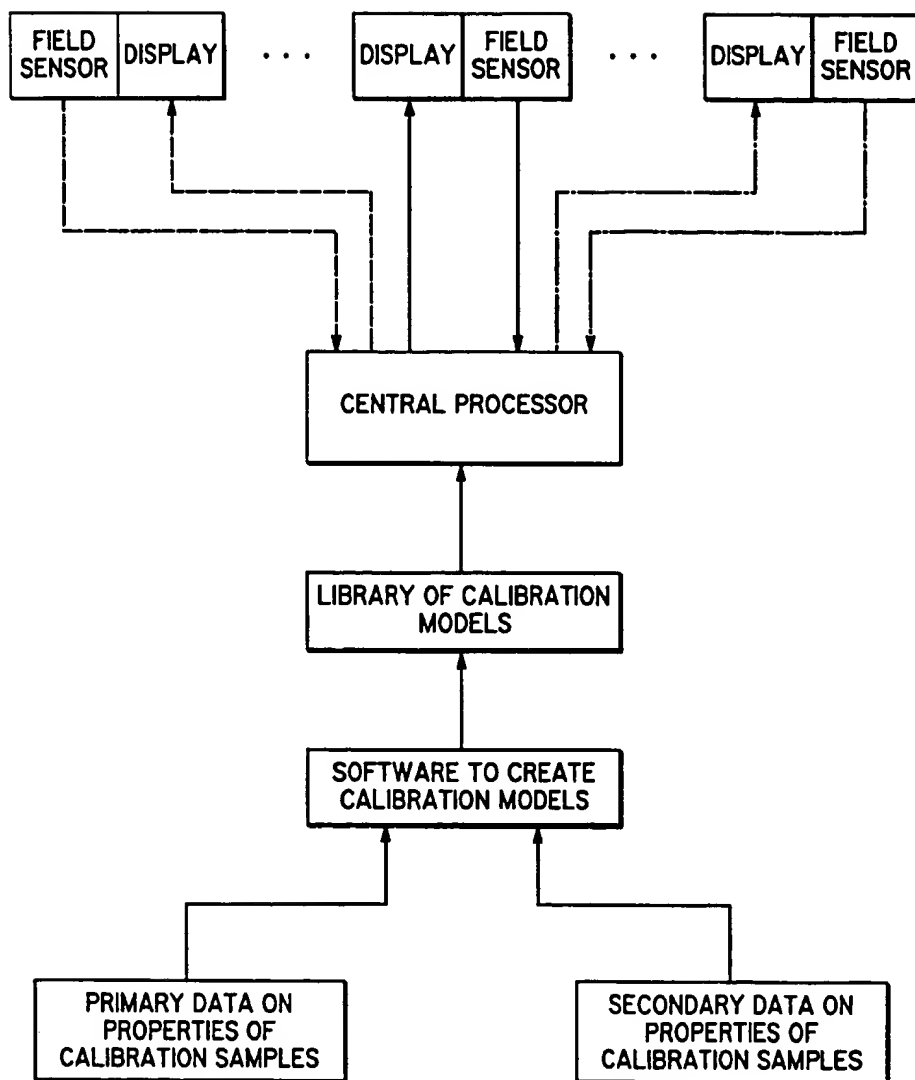 FIELD SENSOR DISPLAY . . . DISPLAY FIELD SENSOR . . . DISPLAY FIELD SENSOR
CENTRAL PROCESSOR
LIBRARY OF CALIBRATION
MODELS
SOFTWARE TO CREATE
CALIBRATION MODELS
PRIMARY DATA ON
PROPERTIES OF
CALIBRATION SAMPLES
SECONDARY DATA ON
PROPERTIES OF
CALIBRATION SAMPLES